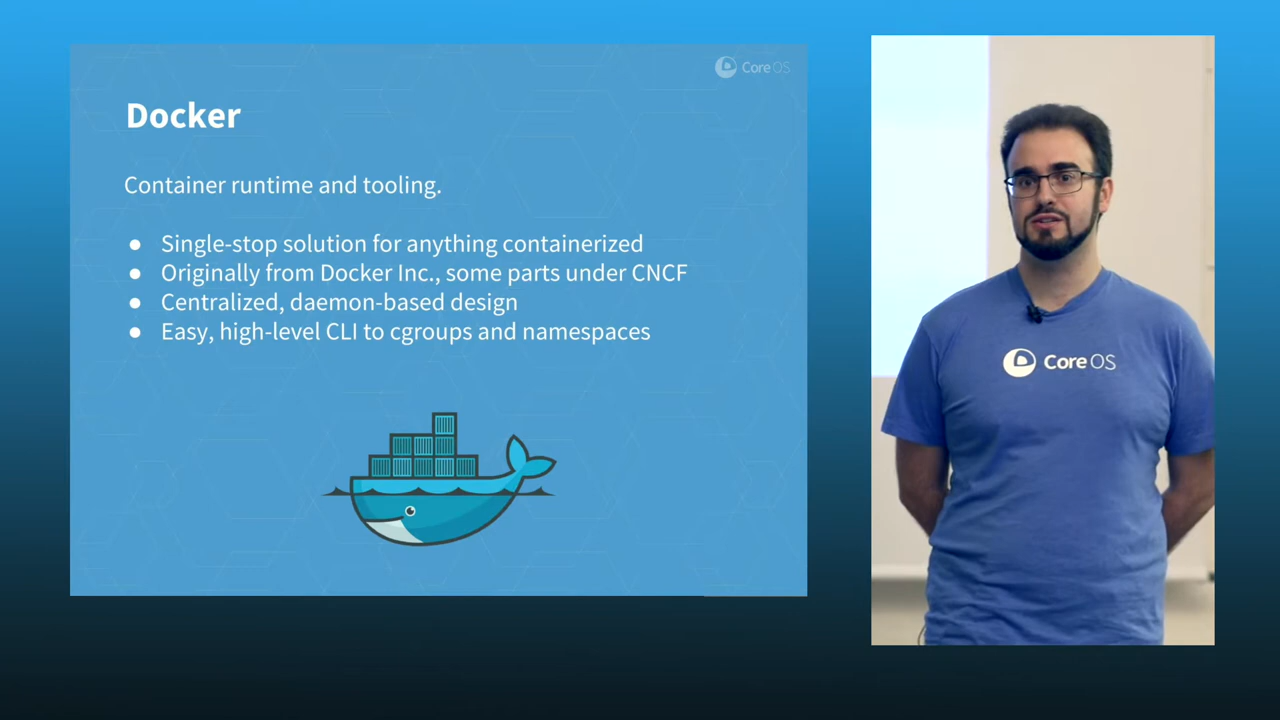 CoreOS
Docker
Container runtime and tooling.
● Single-stop solution for anything containerized
● Originally from Docker Inc., some parts under CNCF
● Centralized, daemon-based design
● Easy, high-level CLI to cgroups and namespaces
CoreOS